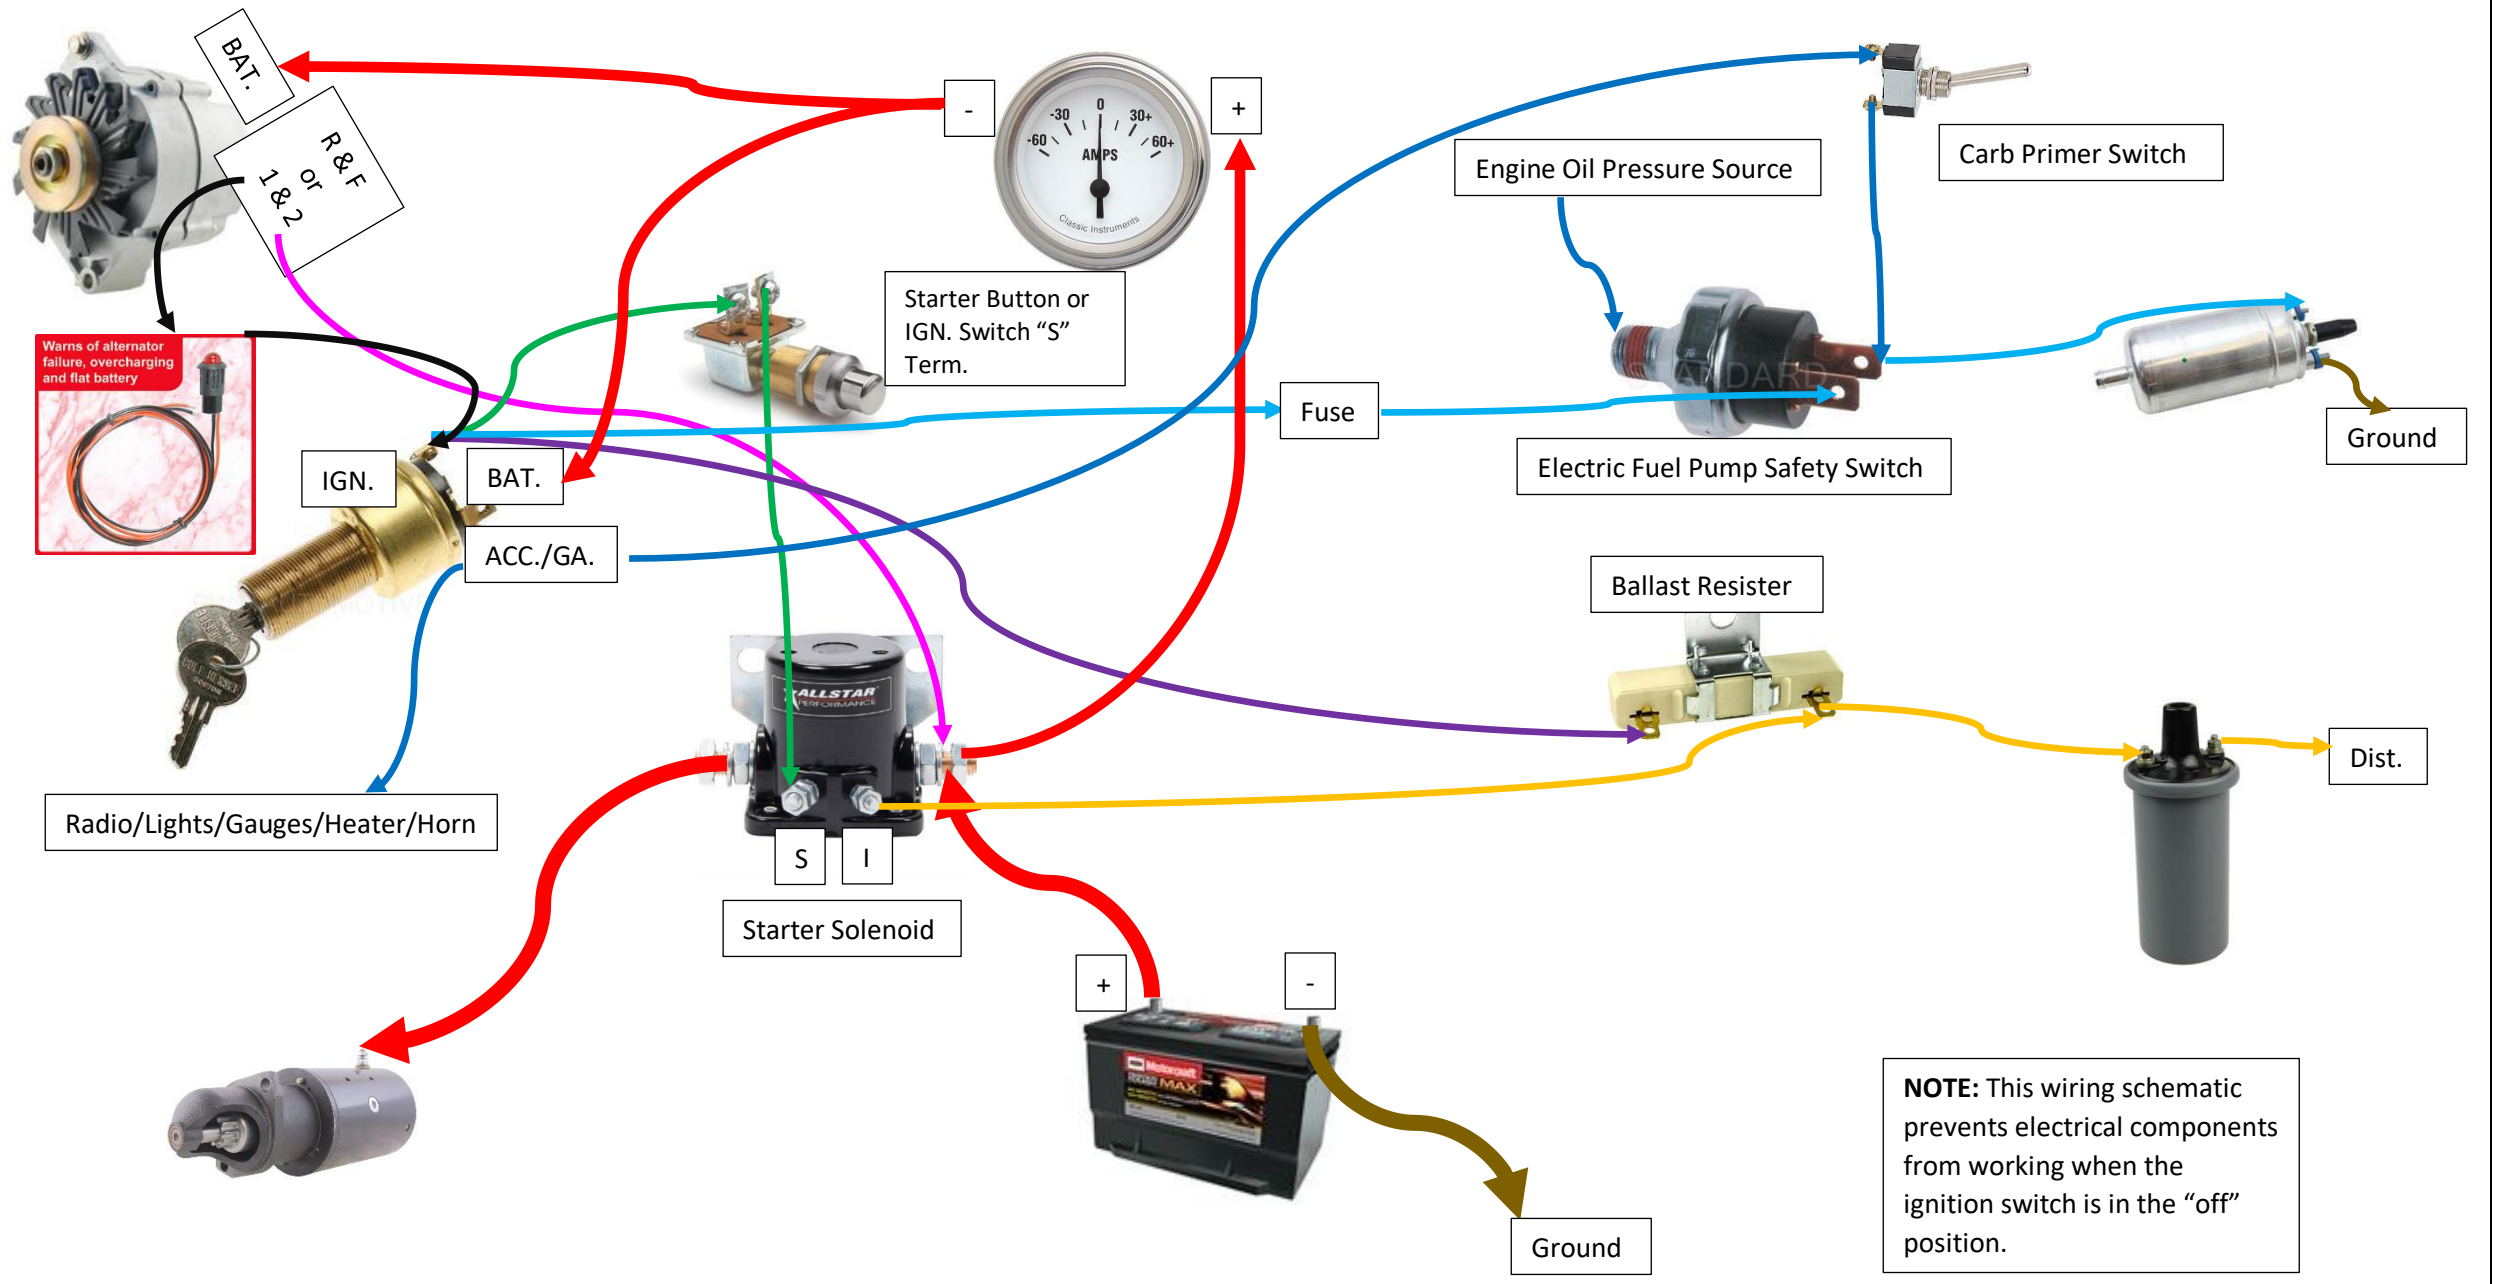 BAT.
R & F
or
1 & 2
-
+
-60
-30
0
30+
60+
AMPS
Classic Instruments
Carb Primer Switch
Engine Oil Pressure Source
Starter Button or
IGN. Switch “S”
Term.
Warns of alternator
failure, overcharging
and flat battery
STANDARD
Fuse
Ground
Electric Fuel Pump Safety Switch
IGN.
BAT.
ACC./GA.
Ballast Resister
ALLSTAR
PERFORMANCE
Dist.
Radio/Lights/Gauges/Heater/Horn
S
I
Starter Solenoid
+
-
Motorcraft
MAX
NOTE: This wiring schematic
prevents electrical components
from working when the
ignition switch is in the “off”
position.
Ground